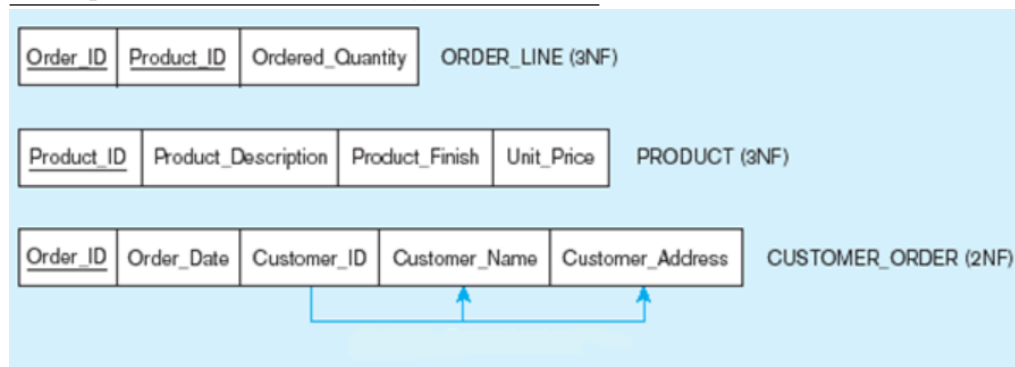 Order_ID Product_ID Ordered_Quantity ORDER_LINE (3NF)
Product_ID Product_Description Product_Finish Unit_Price PRODUCT (3NF)
Order_ID Order_Date Customer_ID Customer_Name Customer_Address CUSTOMER_ORDER (2NF)